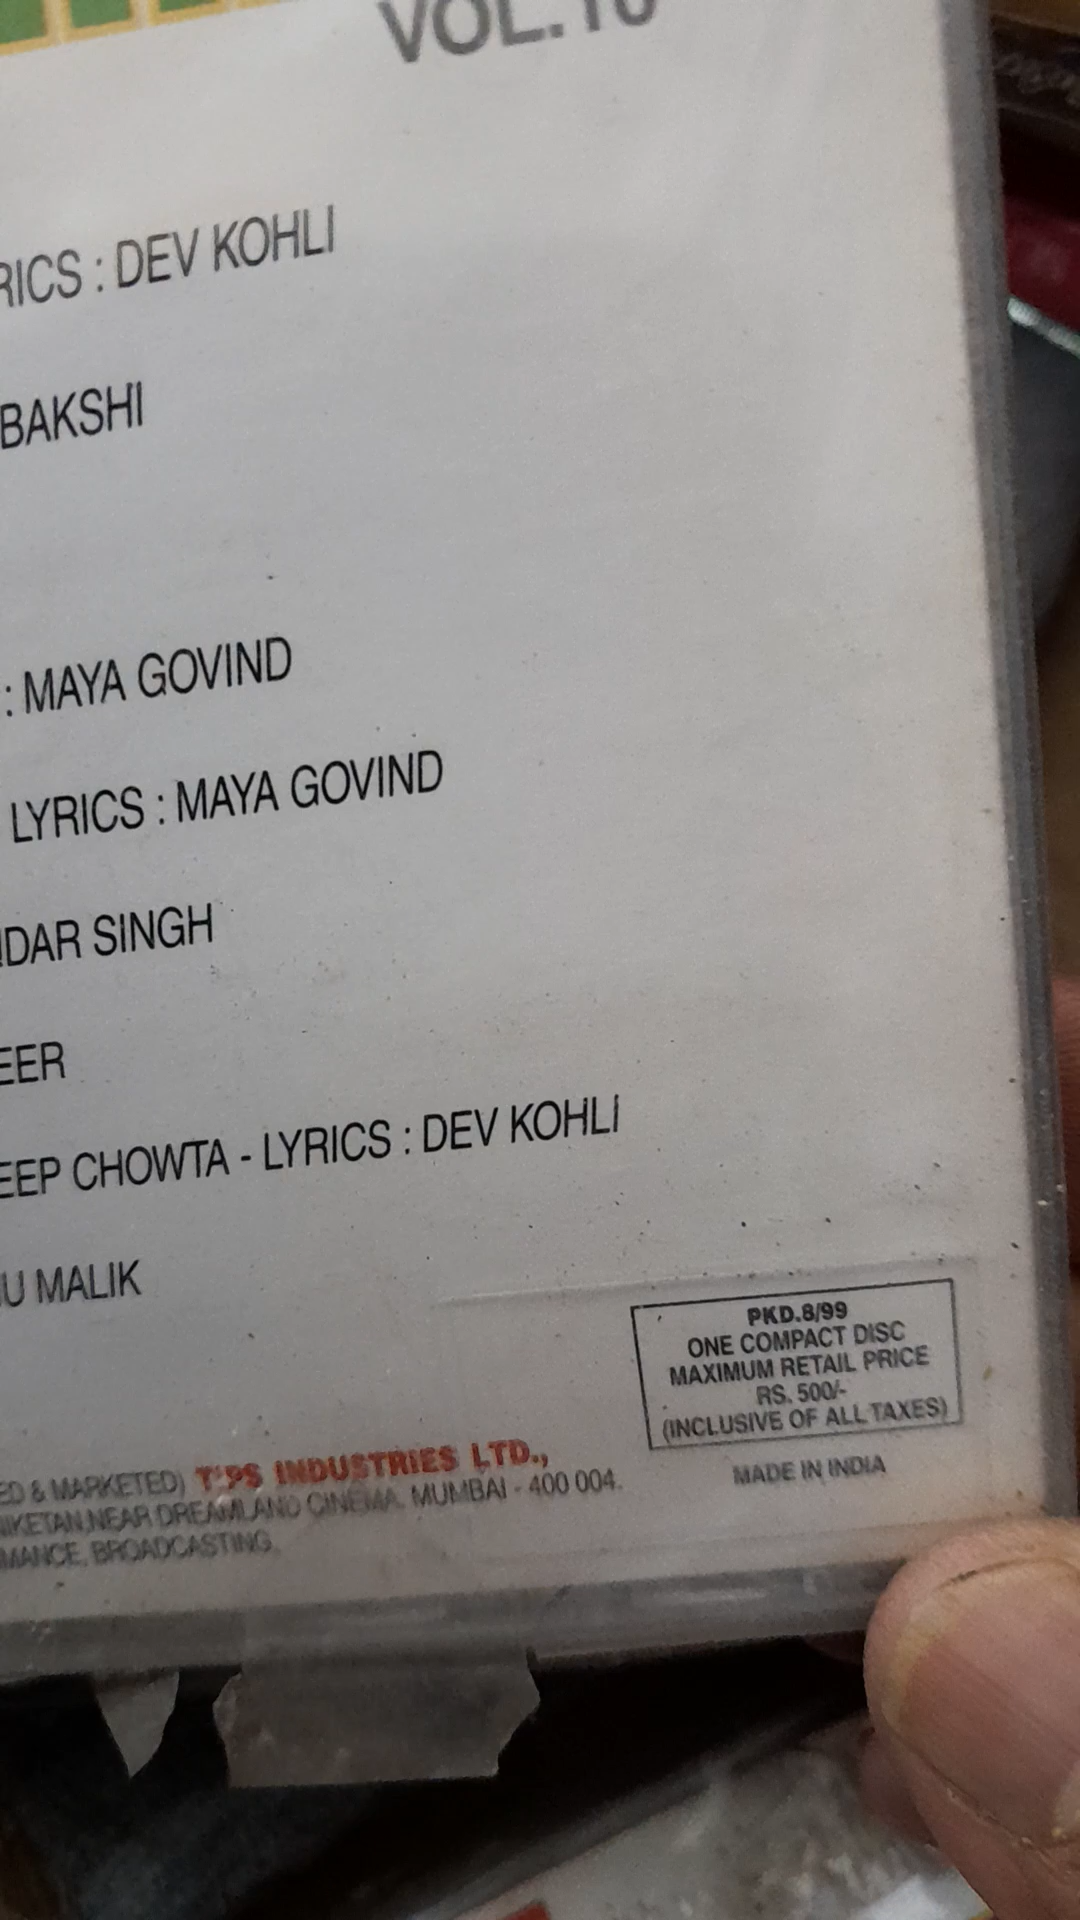 VOL.10
RICS : DEV KOHLI
BAKSHI
: MAYA GOVIND
LYRICS : MAYA GOVIND
DAR SINGH
EER
EEP CHOWTA - LYRICS : DEV KOHLI
U MALIK
PKD.8/99
ONE COMPACT DISC
MAXIMUM RETAIL PRICE
RS. 500/-
(INCLUSIVE OF ALL TAXES)
ED & MARKETED) TIPS INDUSTRIES LTD.,
NIKETAN,NEAR DREAMLAND CINEMA, MUMBAI - 400 004.
MANCE, BROADCASTING.
MADE IN INDIA